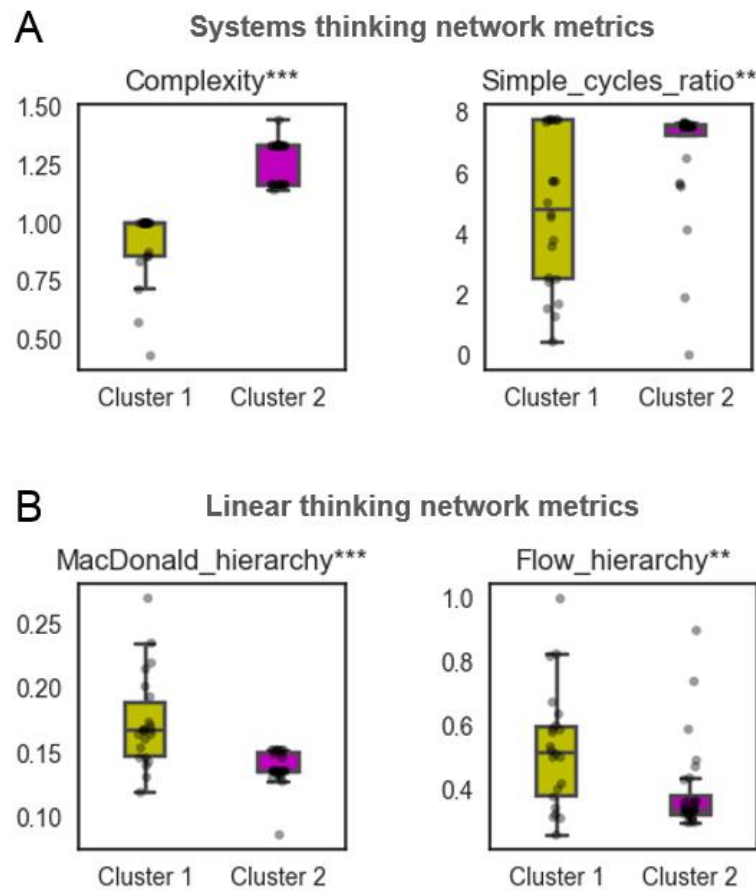 A
Systems thinking network metrics
Complexity***
Simple_cycles_ratio**
1.50
1.25
1.00
0.75
0.50
8
6
4
2
0
Cluster 1
Cluster 2
Cluster 1
Cluster 2
B
Linear thinking network metrics
MacDonald_hierarchy***
Flow_hierarchy**
0.25
0.20
0.15
0.10
1.0
0.8
0.6
0.4
Cluster 1
Cluster 2
Cluster 1
Cluster 2